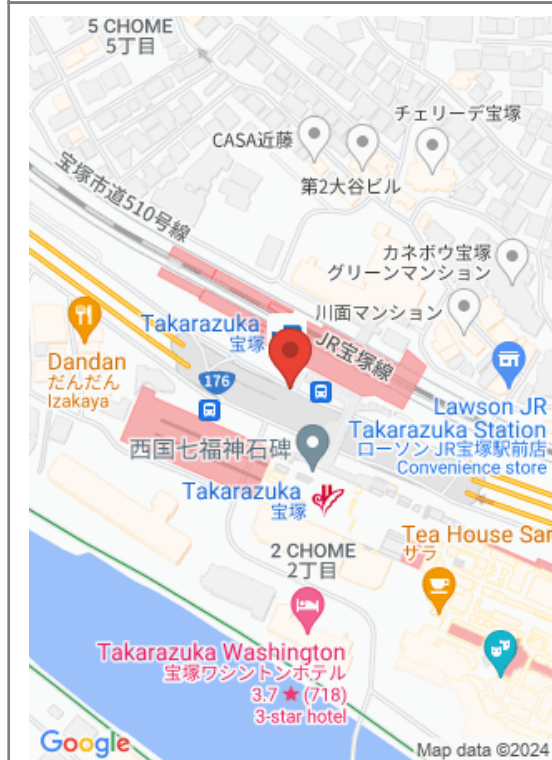 5 CHOME
5丁目
チェリーデ宝塚
CASA近藤
第2大谷ビル
宝塚市道510号線
カネボウ宝塚
グリーンマンション
川面マンション
Takarazuka
宝塚
JR宝塚線
Dandan
だんだん
Izakaya
176
Lawson JR
Takarazuka Station
ローソン JR宝塚駅前店
Convenience store
西国七福神石碑
Takarazuka
宝塚
Tea House Sar
サラ
2 CHOME
2丁目
Takarazuka Washington
宝塚ワシントンホテル
3.7 ★ (718)
3-star hotel
Google
Map data ©2024